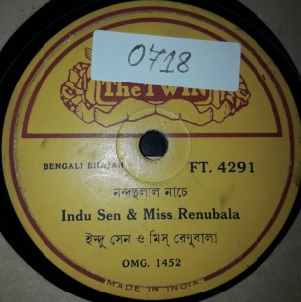 0718
The Twin
BENGALI BHAJAN FT. 4291
নন্দদুলাল নাচে
Indu Sen & Miss Renubala
ইন্দু সেন ও মিস্ রেণুবালা
OMG. 1452
MADE IN INDIA.